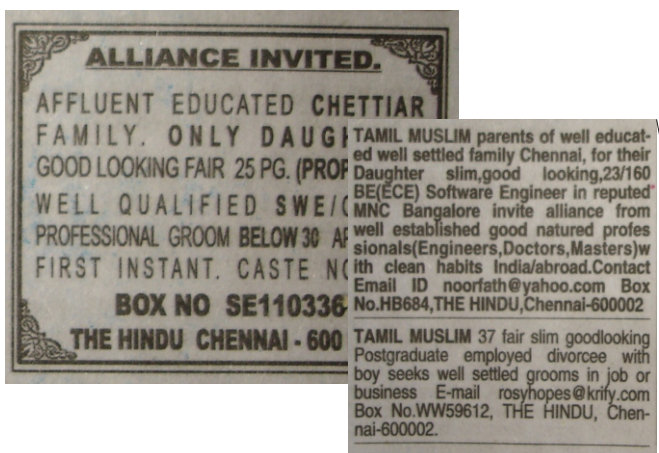 ALLIANCE INVITED.
AFFLUENT EDUCATED CHETTIAR
FAMILY. ONLY
GOOD LOOKING FAIR 25 PG.
WELL QUALIFIED
PROFESSIONAL GROOM BELOW 30
FIRST INSTANT. CASTE
BOX NO SE110336
THE HINDU CHENNAI - 600
TAMIL MUSLIM parents of well educat-
ed well settled family Chennai, for their
Daughter slim,good looking,23/160
BE(ECE) Software Engineer in reputed
MNC Bangalore invite alliance from
well established good natured profes
sionals(Engineers,Doctors,Masters)w
ith clean habits India/abroad.Contact
Email ID noorfath@yahoo.com Box
No.HB684,THE HINDU,Chennai-600002
TAMIL MUSLIM 37 fair slim goodlooking
Postgraduate employed divorcee with
boy seeks well settled grooms in job or
business E-mail rosyhopes@krify.com
Box No.WW59612, THE HINDU, Chen-
nai-600002.